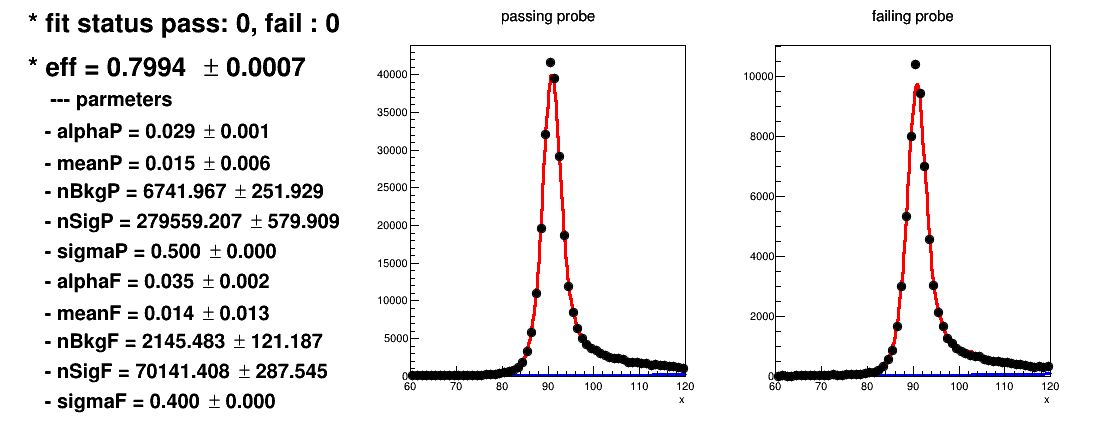 * fit status pass: 0, fail : 0
* eff = 0.7994 ± 0.0007
--- parmeters
- alphaP = 0.029 ± 0.001
- meanP = 0.015 ± 0.006
- nBkgP = 6741.967 ± 251.929
- nSigP = 279559.207 ± 579.909
- sigmaP = 0.500 ± 0.000
- alphaF = 0.035 ± 0.002
- meanF = 0.014 ± 0.013
- nBkgF = 2145.483 ± 121.187
- nSigF = 70141.408 ± 287.545
- sigmaF = 0.400 ± 0.000
passing probe
40000
35000
30000
25000
20000
15000
10000
5000
0
60 70 80 90 100 110 120
x
failing probe
10000
8000
6000
4000
2000
0
60 70 80 90 100 110 120
x